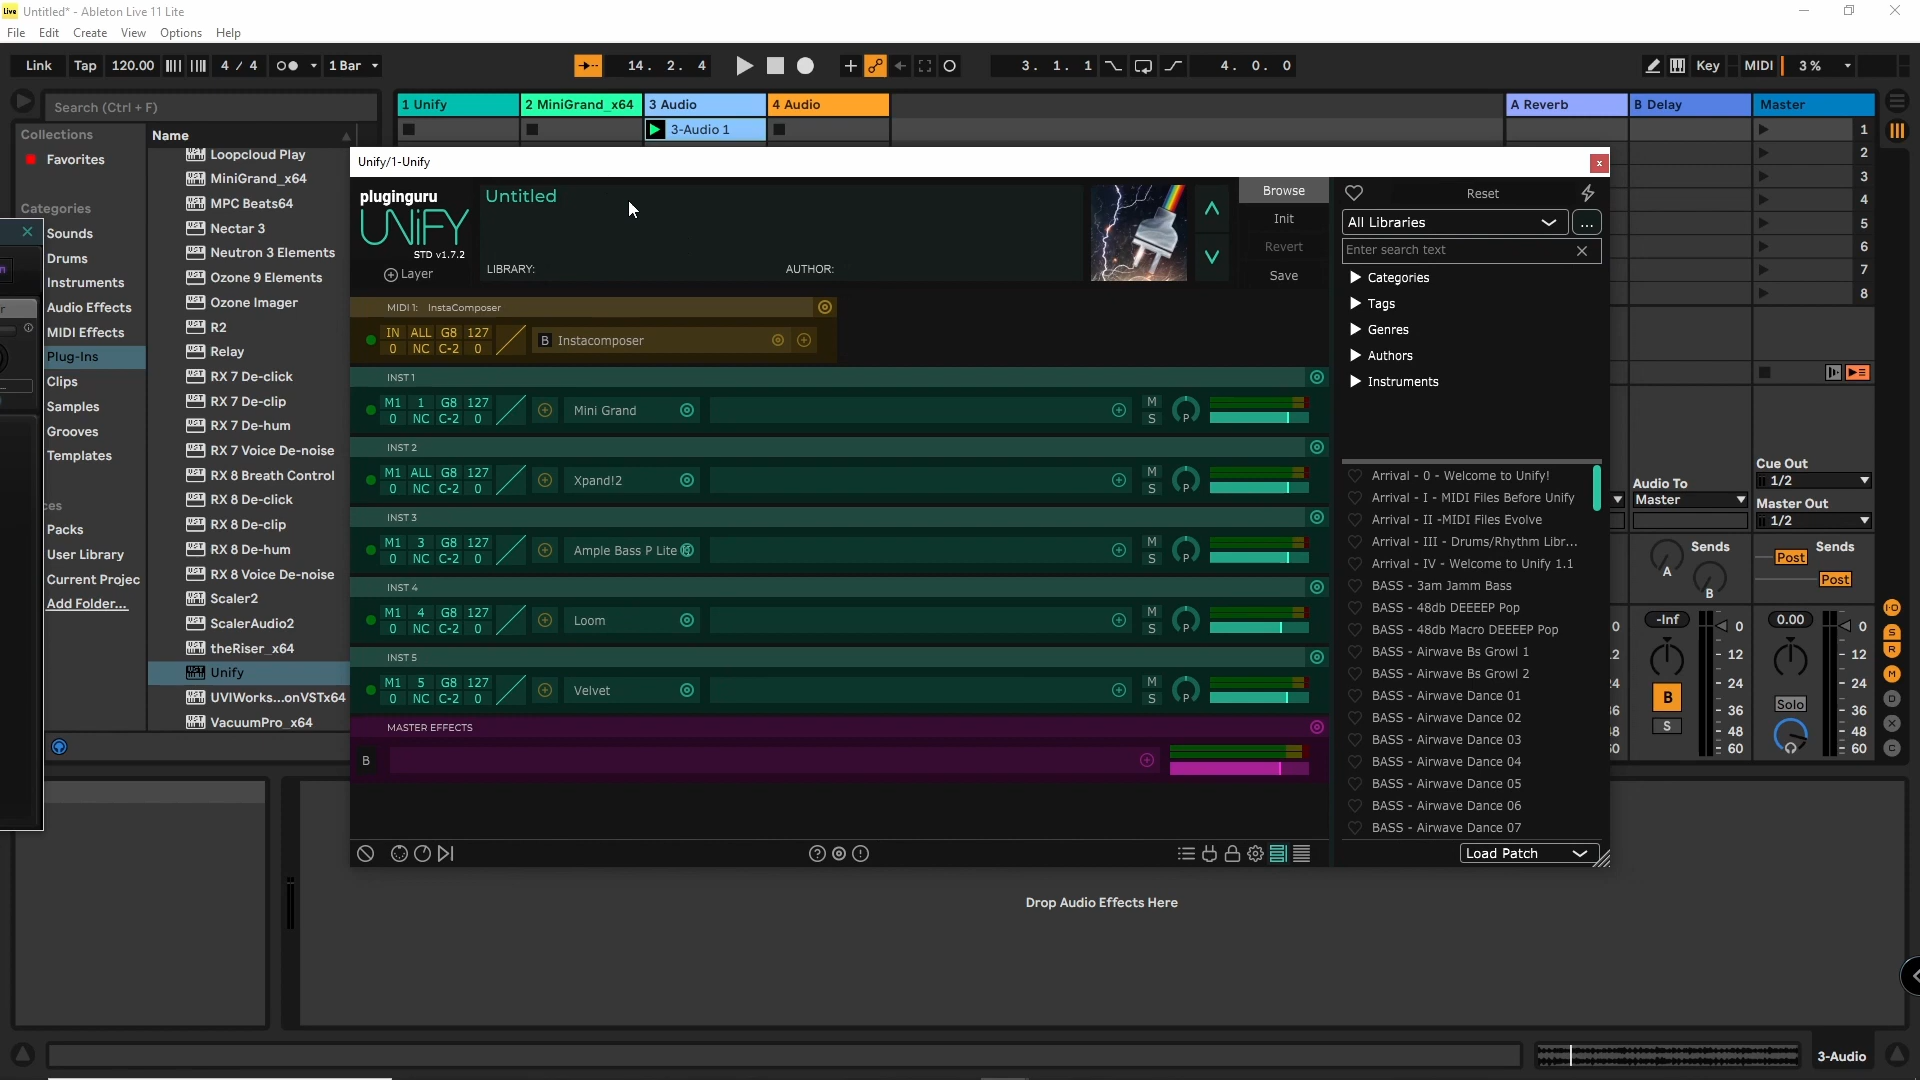 Live Untitled* - Ableton Live 11 Lite
File Edit Create View Options Help
Link Tap 120.00 4 / 4 1 Bar 14. 2. 4 3. 1. 1 4. 0. 0 Key MIDI 3%
Search (Ctrl + F)
Collections
Favorites
Categories
Sounds
Drums
Instruments
Audio Effects
MIDI Effects
Plug-Ins
Clips
Samples
Grooves
Templates
es
Packs
User Library
Current Projec
Add Folder...
Name
Loopcloud Play
MiniGrand_x64
MPC Beats64
Nectar 3
Neutron 3 Elements
Ozone 9 Elements
Ozone Imager
R2
Relay
RX 7 De-click
RX 7 De-clip
RX 7 De-hum
RX 7 Voice De-noise
RX 8 Breath Control
RX 8 De-click
RX 8 De-clip
RX 8 De-hum
RX 8 Voice De-noise
Scaler2
ScalerAudio2
theRiser_x64
Unify
UVIWorks...onVSTx64
VacuumPro_x64
1 Unify 2 MiniGrand_x64 3 Audio 4 Audio A Reverb B Delay Master
3-Audio 1
1
2
3
4
5
6
7
8
Unify/1-Unify x
pluginguru
UNIFY
STD v1.7.2
Layer
Untitled
LIBRARY: AUTHOR:
Browse
Init
Revert
Save
MIDI 1: InstaComposer
IN ALL G8 127
0 NC C-2 0
B Instacomposer
INST 1
M1 1 G8 127
0 NC C-2 0
Mini Grand M S P
INST 2
M1 ALL G8 127
0 NC C-2 0
Xpand!2 M S P
INST 3
M1 3 G8 127
0 NC C-2 0
Ample Bass P Lite M S P
INST 4
M1 4 G8 127
0 NC C-2 0
Loom M S P
INST 5
M1 5 G8 127
0 NC C-2 0
Velvet M S P
MASTER EFFECTS
B
Reset
All Libraries ...
Enter search text
Categories
Tags
Genres
Authors
Instruments
Arrival - 0 - Welcome to Unify!
Arrival - I - MIDI Files Before Unify
Arrival - II -MIDI Files Evolve
Arrival - III - Drums/Rhythm Libr...
Arrival - IV - Welcome to Unify 1.1
BASS - 3am Jamm Bass
BASS - 48db DEEEEP Pop
BASS - 48db Macro DEEEEP Pop
BASS - Airwave Bs Growl 1
BASS - Airwave Bs Growl 2
BASS - Airwave Dance 01
BASS - Airwave Dance 02
BASS - Airwave Dance 03
BASS - Airwave Dance 04
BASS - Airwave Dance 05
BASS - Airwave Dance 06
BASS - Airwave Dance 07
Load Patch
Audio To
Master
Cue Out
1/2
Master Out
1/2
Sends
A
B
Sends
Post
Post
-Inf
0
12
24
36
48
60
B
S
0.00
0
12
24
36
48
60
Solo
Drop Audio Effects Here
3-Audio